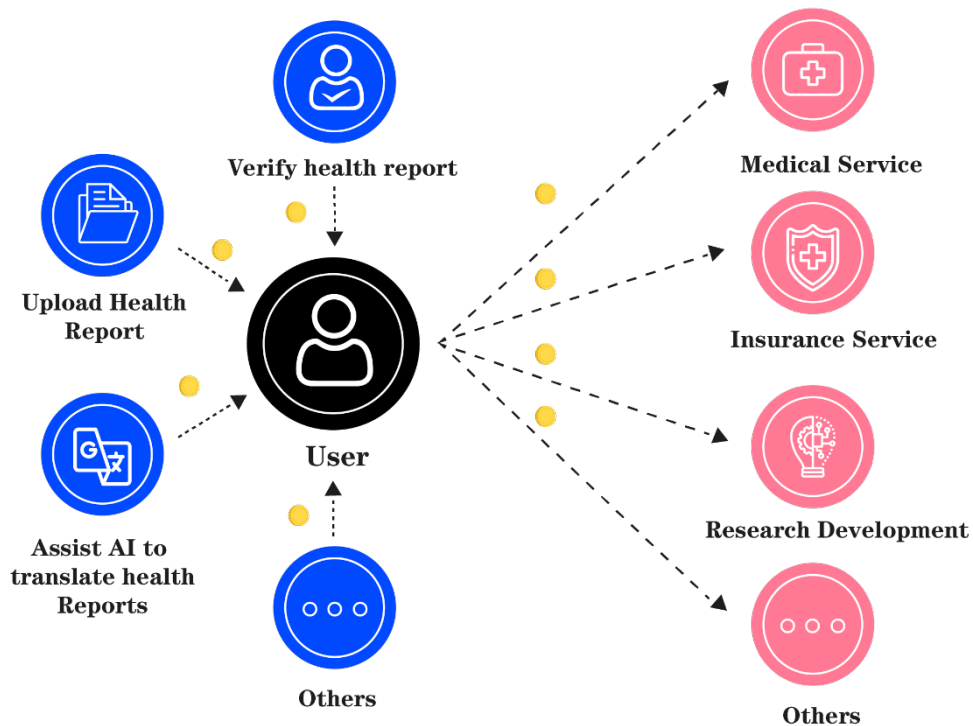 Verify health report
Medical Service
Upload Health
Report
Insurance Service
User
Assist AI to
translate health
Reports
G
Research Development
Others
Others